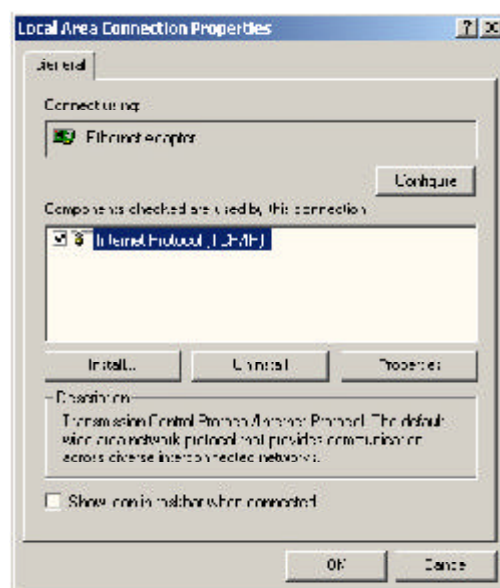 Local Area Connection Properties
General
Connect using:
Ethernet Adapter
Configure
Components checked are used by this connection
Internet Protocol (TCP/IP)
Install...
Uninstall
Properties
Description
Transmission Control Protocol/Internet Protocol. The default
wide area network protocol that provides communication
across diverse interconnected networks.
Show icon in taskbar when connected
OK
Cancel